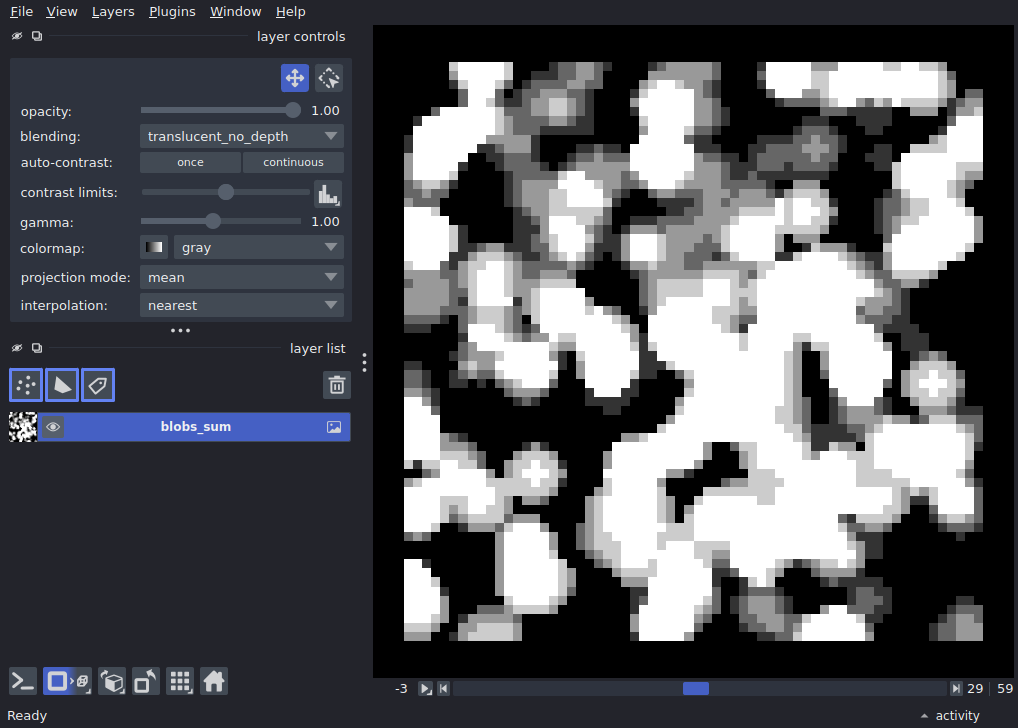 File View Layers Plugins Window Help
layer controls
opacity: 1.00
blending: translucent_no_depth
auto-contrast: once continuous
contrast limits:
gamma: 1.00
colormap: gray
projection mode: mean
interpolation: nearest
layer list
blobs_sum
-3 29 59
Ready activity